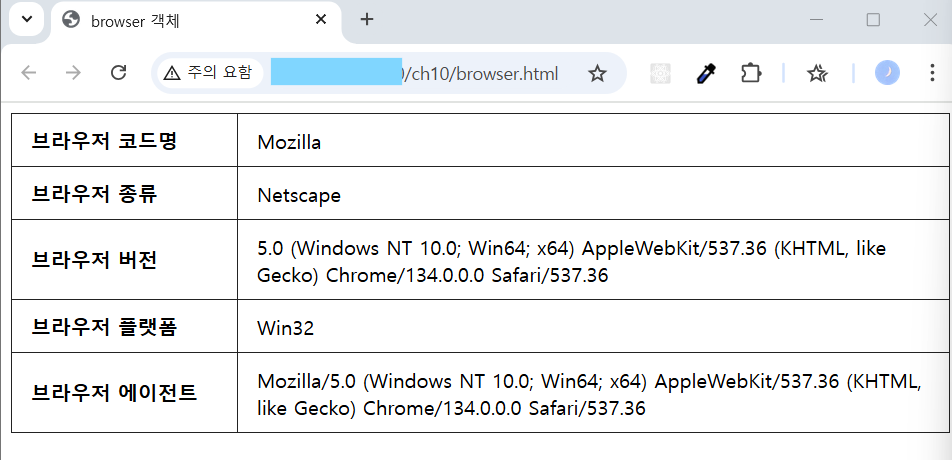 browser 객체
주의 요함
/ch10/browser.html
브라우저 코드명
Mozilla
브라우저 종류
Netscape
브라우저 버전
5.0 (Windows NT 10.0; Win64; x64) AppleWebKit/537.36 (KHTML, like
Gecko) Chrome/134.0.0.0 Safari/537.36
브라우저 플랫폼
Win32
브라우저 에이전트
Mozilla/5.0 (Windows NT 10.0; Win64; x64) AppleWebKit/537.36 (KHTML,
like Gecko) Chrome/134.0.0.0 Safari/537.36